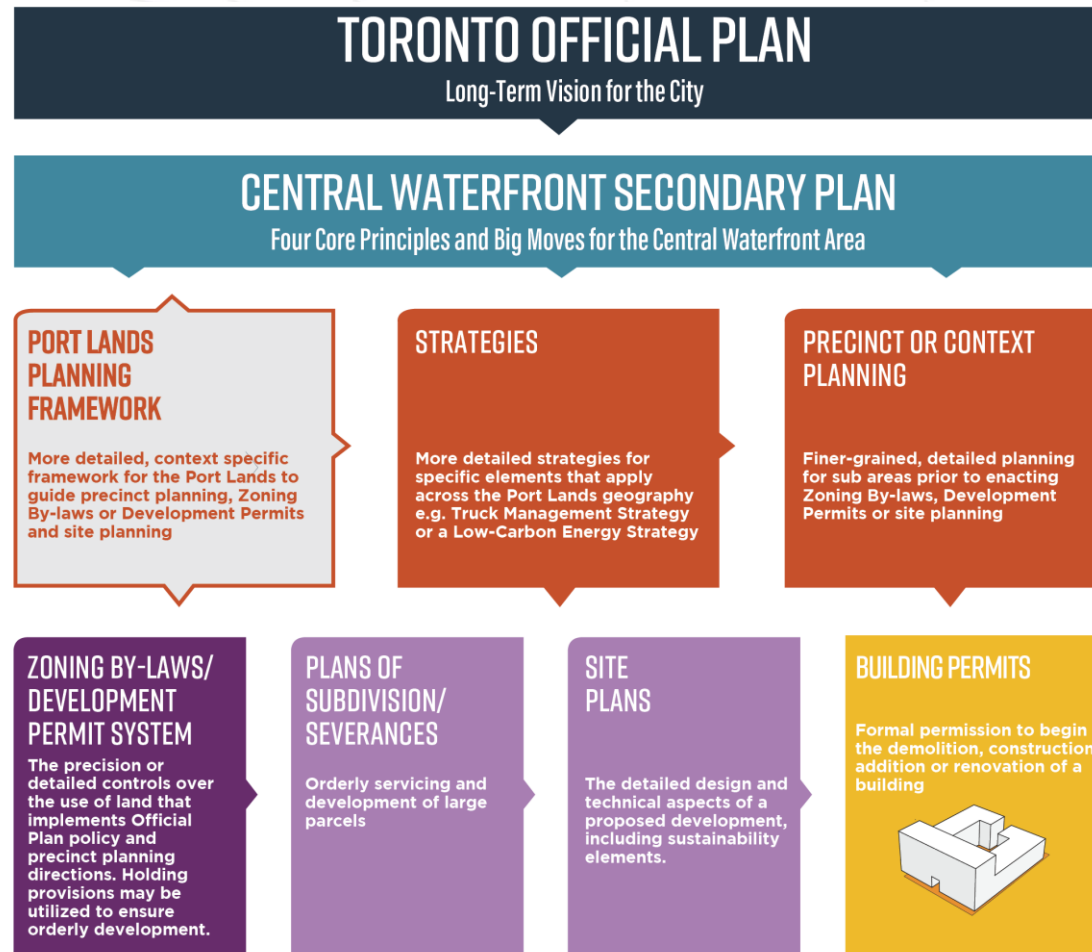 TORONTO OFFICIAL PLAN
Long-Term Vision for the City
CENTRAL WATERFRONT SECONDARY PLAN
Four Core Principles and Big Moves for the Central Waterfront Area
PORT LANDS
PLANNING
FRAMEWORK
More detailed, context specific
framework for the Port Lands to
guide precinct planning, Zoning
By-laws or Development Permits
and site planning
STRATEGIES
More detailed strategies for
specific elements that apply
across the Port Lands geography
e.g. Truck Management Strategy
or a Low-Carbon Energy Strategy
PRECINCT OR CONTEXT
PLANNING
Finer-grained, detailed planning
for sub areas prior to enacting
Zoning By-laws, Development
Permits or site planning
ZONING BY-LAWS/
DEVELOPMENT
PERMIT SYSTEM
The precision or
detailed controls over
the use of land that
implements Official
Plan policy and
precinct planning
directions. Holding
provisions may be
utilized to ensure
orderly development.
PLANS OF
SUBDIVISION/
SEVERANCES
Orderly servicing and
development of large
parcels
SITE
PLANS
The detailed design and
technical aspects of a
proposed development,
including sustainability
elements.
BUILDING PERMITS
Formal permission to begin
the demolition, construction
addition or renovation of a
building